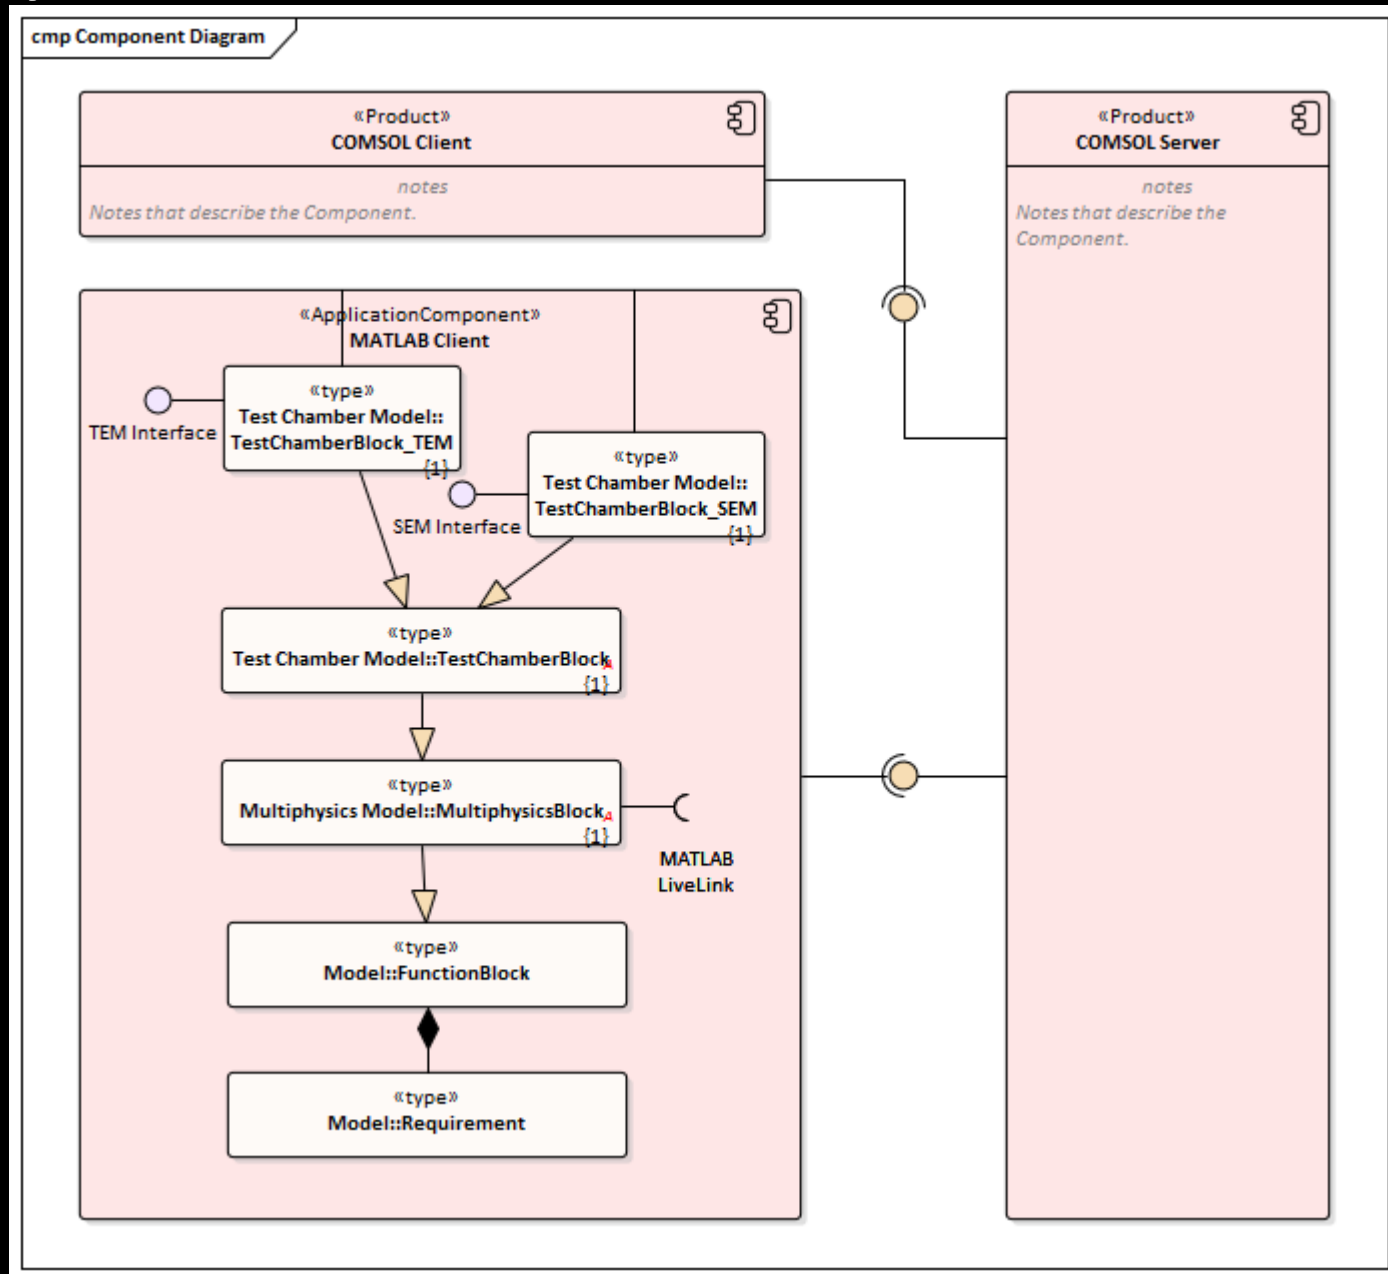 cmp Component Diagram
«Product»
COMSOL Client
notes
Notes that describe the Component.
«Product»
COMSOL Server
notes
Notes that describe the
Component.
«ApplicationComponent»
MATLAB Client
«type»
Test Chamber Model::
TestChamberBlock_TEM
{1}
TEM Interface
«type»
Test Chamber Model::
TestChamberBlock_SEM
{1}
SEM Interface
«type»
Test Chamber Model::TestChamberBlock
A
{1}
«type»
Multiphysics Model::MultiphysicsBlock
A
{1}
MATLAB
LiveLink
«type»
Model::FunctionBlock
«type»
Model::Requirement